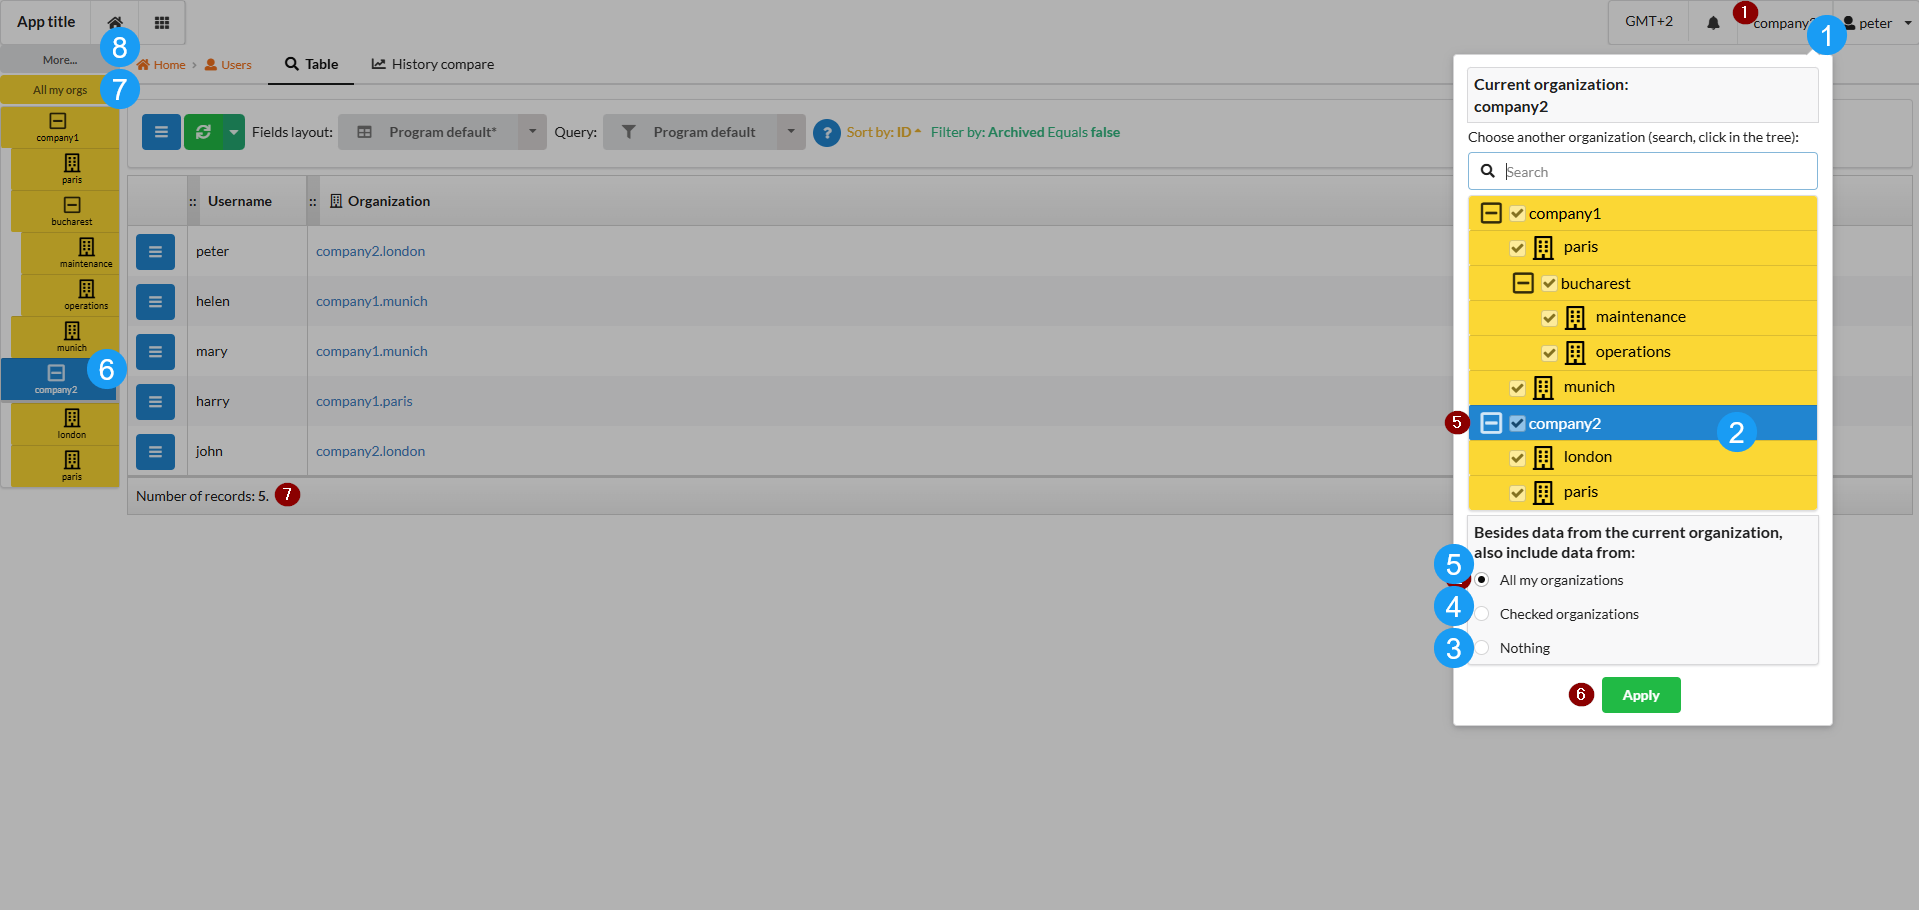 App title
GMT+2
1
company2
1
peter
8
More...
Home
Users
Table
History compare
All my orgs
7
Current organization:
company2
company1
Fields layout:
Program default*
Query:
Program default
?
Sort by: ID
Filter by: Archived Equals false
Choose another organization (search, click in the tree):
Search
paris
bucharest
maintenance
operations
munich
company2
6
london
paris
Username
Organization
peter
company2.london
helen
company1.munich
mary
company1.munich
harry
company1.paris
john
company2.london
Number of records: 5.
7
company1
paris
bucharest
maintenance
operations
munich
5
company2
2
london
paris
Besides data from the current organization,
also include data from:
5
All my organizations
4
Checked organizations
3
Nothing
6
Apply